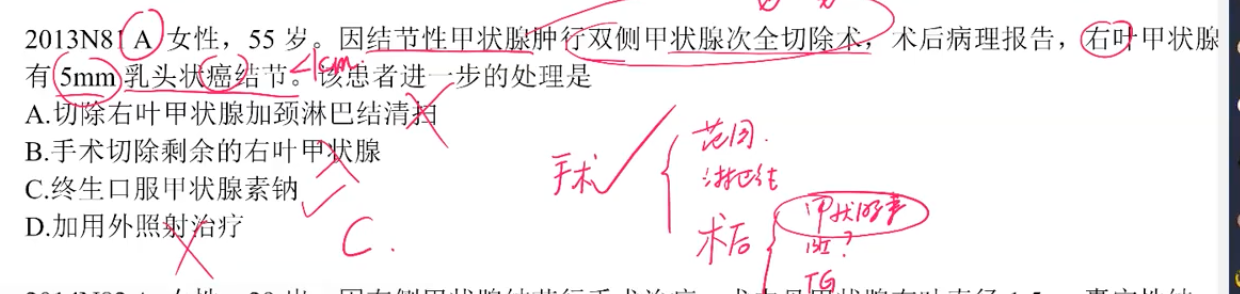 2013N81A 女性，55 岁。因结节性甲状腺肿行双侧甲状腺次全切除术，术后病理报告，右叶甲状腺
有 5mm 乳头状癌结节。<1cm 该患者进一步的处理是
A.切除右叶甲状腺加颈淋巴结清扫
B.手术切除剩余的右叶甲状腺
C.终生口服甲状腺素钠
D.加用外照射治疗
C.
手术
范围.
淋巴结
术后
甲状腺素
131I?
TG